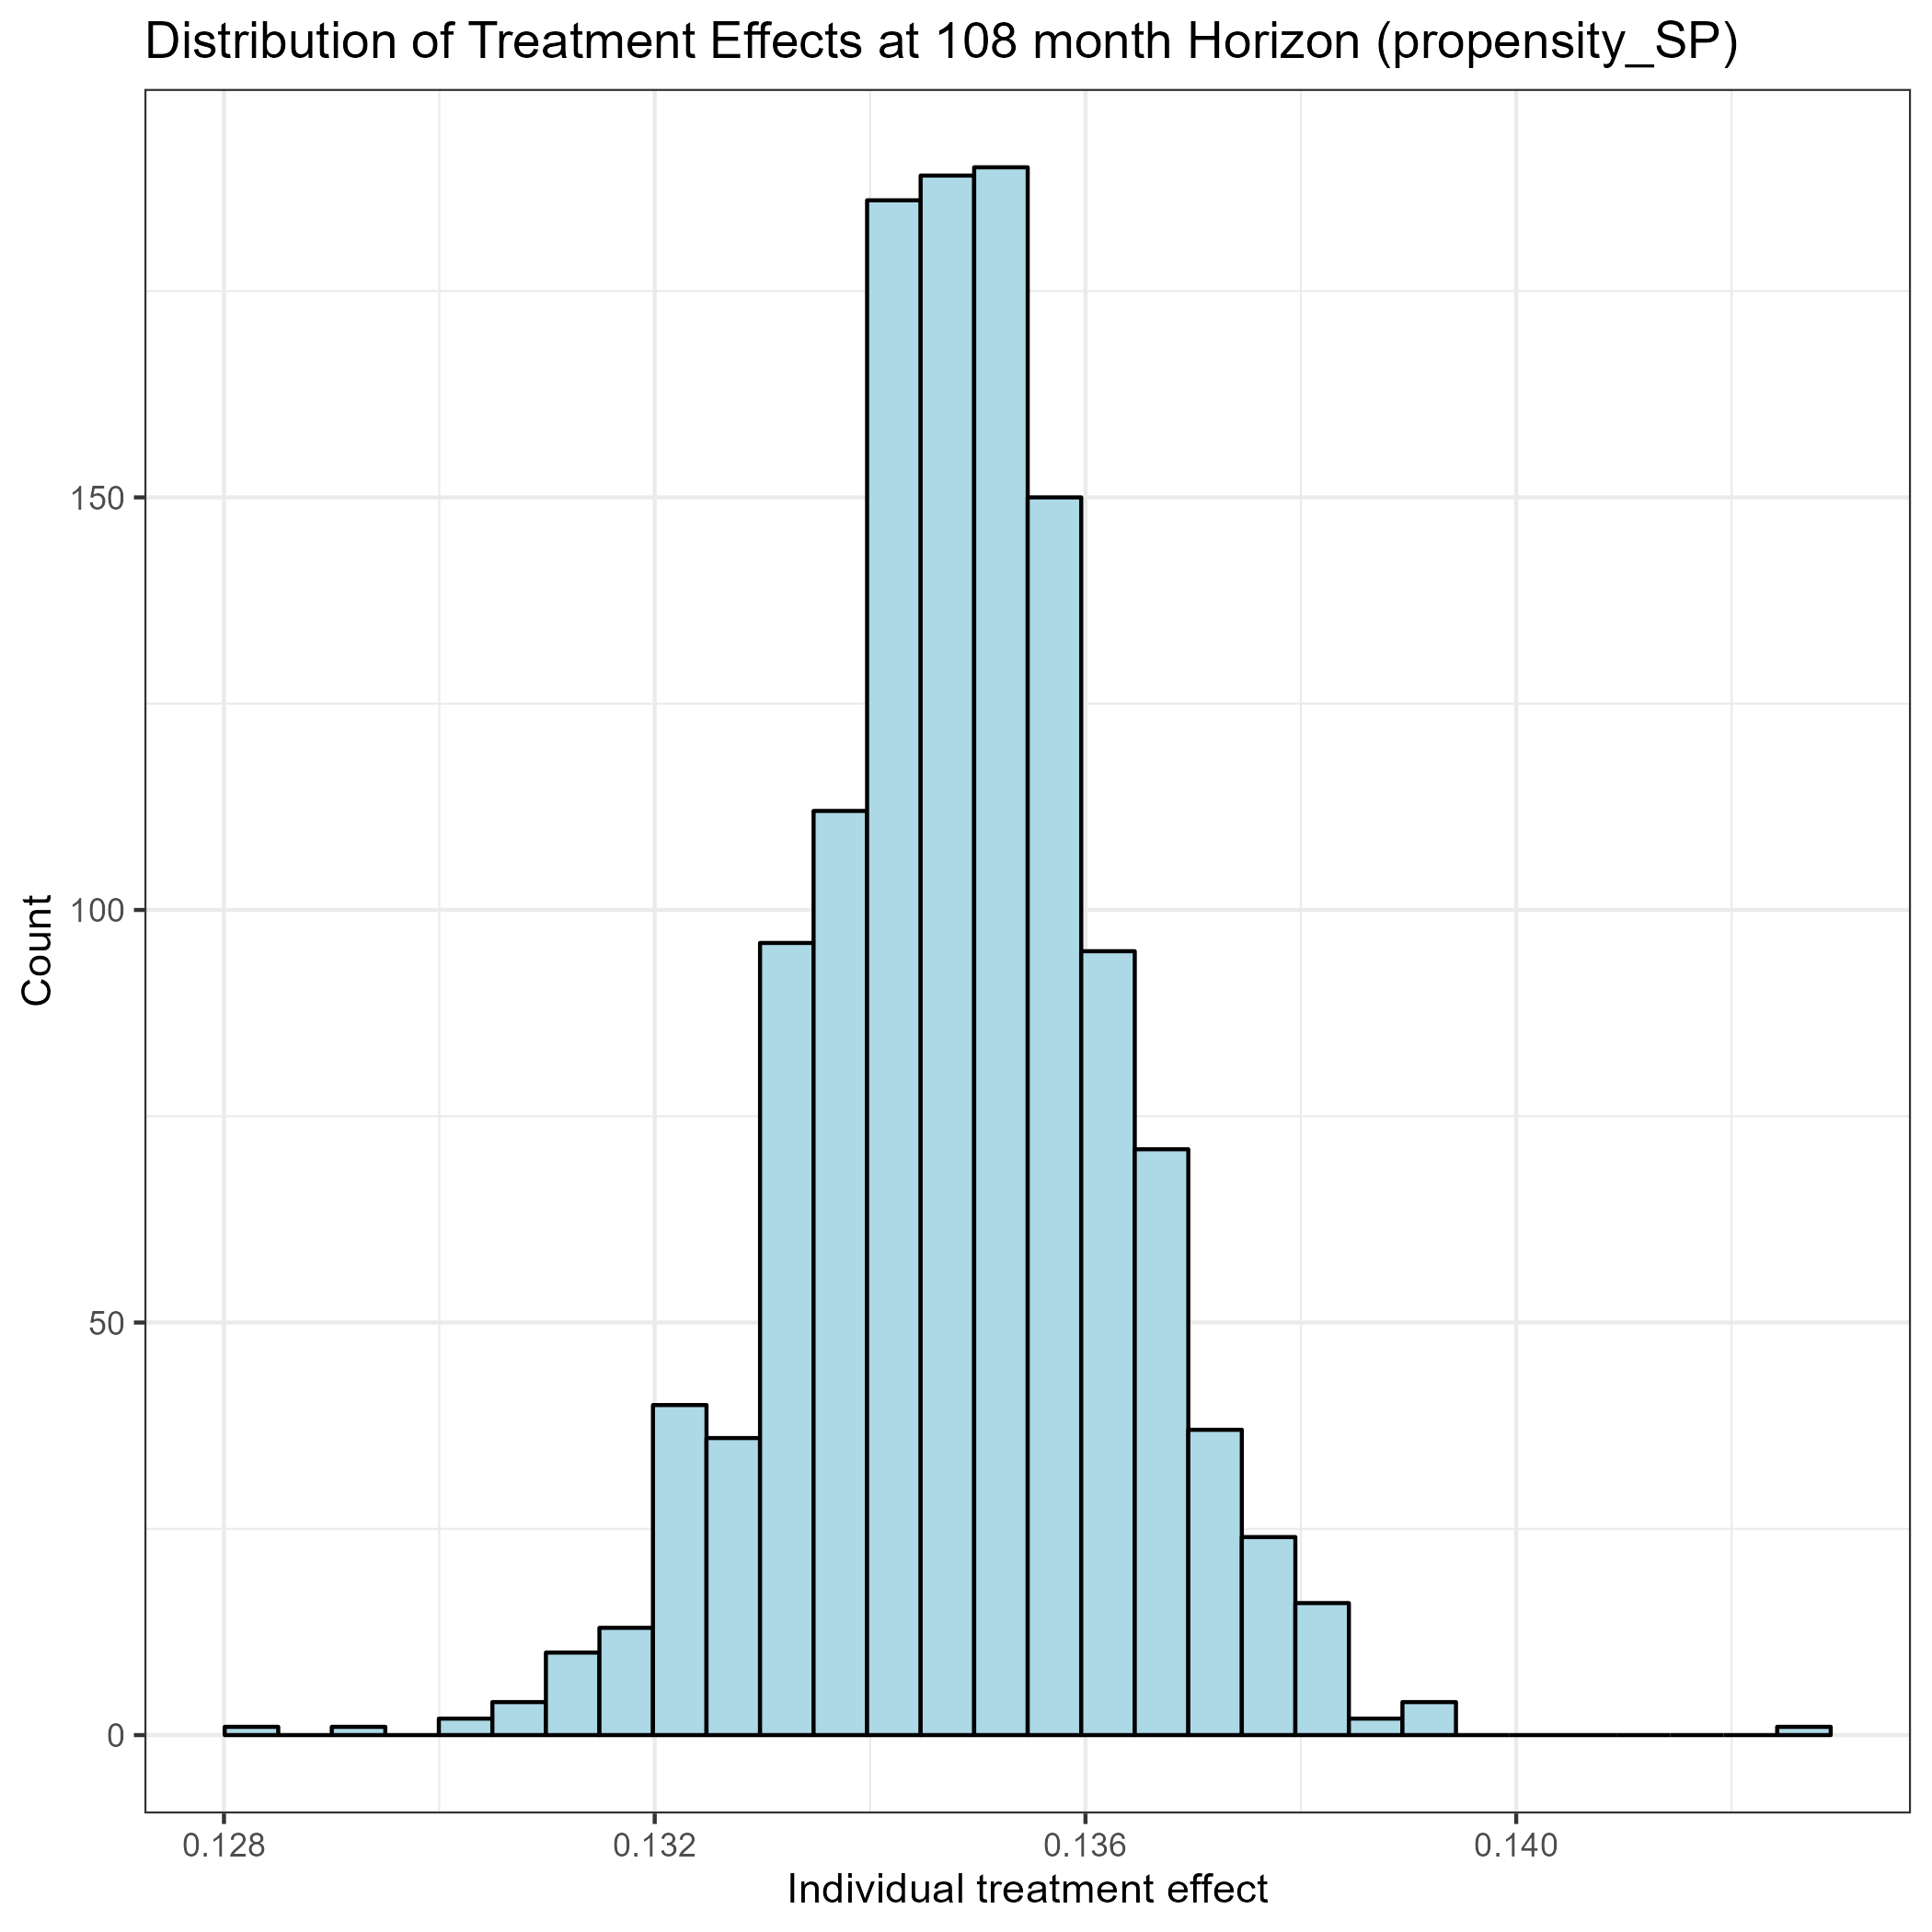 Distribution of Treatment Effects at 108 month Horizon (propensity_SP)
Count
150
100
50
0
0.128 0.132 0.136 0.140
Individual treatment effect